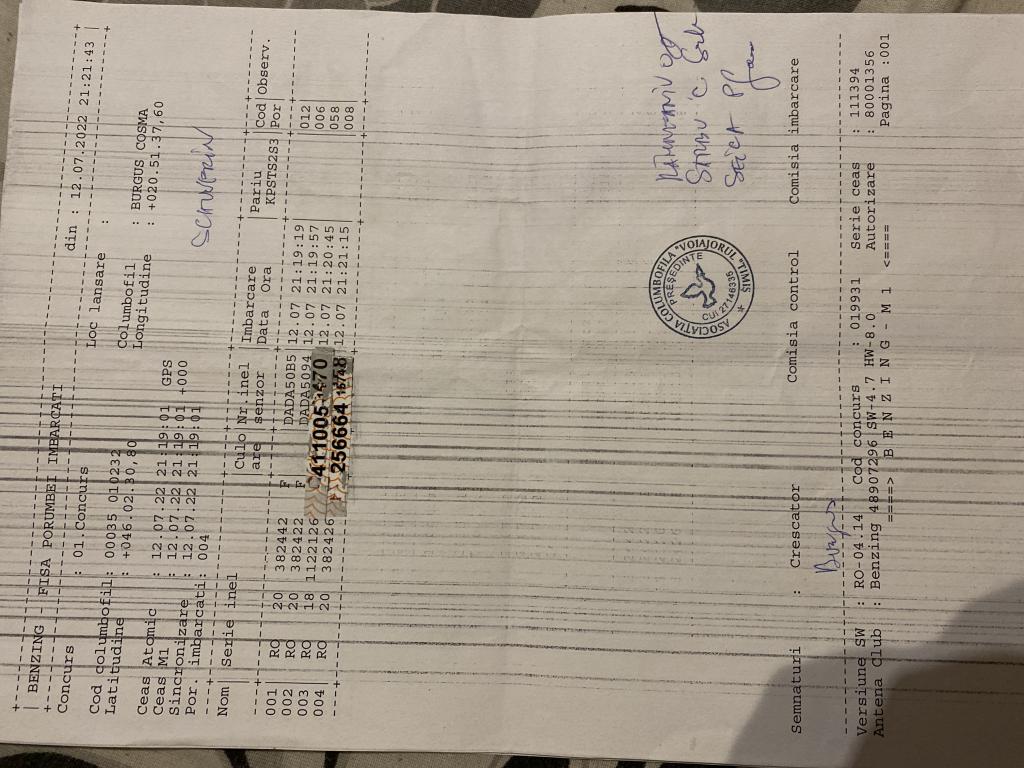 | BENZING - FISA PORUMBEI IMBARCATI din : 12.07.2022 21:21:43 |
Concurs : 01.Concurs Loc lansare :
Cod columbofil: 00035 010232 Columbofil : BURGUS COSMA
Latitudine : +046.02.30,80 Longitudine : +020.51.37,60
Ceas Atomic : 12.07.22 21:19:01 GPS
Ceas M1 : 12.07.22 21:19:01 +000
Sincronizare : 12.07.22 21:19:01
Por. imbarcati: 004
SCHWERIN
Nom| Serie inel Culo Nr.inel Imbarcare |Pariu | Cod Observ.
are senzor Data Ora |KPSTS2S3| Por
001| RO 20 382442 F DADA50B5 12.07 21:19:19 | | 012
002| RO 20 382422 F DADA5094 12.07 21:19:57 | | 006
003| RO 18 1122126 411005 1670 12.07 21:20:45 | | 058
004| RO 20 382426 256664 1648 12.07 21:21:15 | | 008
ASOCIATIA COLUMBOFILA "VOIAJORUL" SIMIS
PRESEDINTE
CUI 27146335
Semnaturi : Crescator Comisia control Comisia imbarcare
Versiune SW : RO-04.14 Cod concurs : 019931 Serie ceas : 111394
Antena Club : Benzing 48907296 SW-4.7 HW-8.0 Autorizare : 80001356
====> B E N Z I N G - M 1 <==== Pagina :001